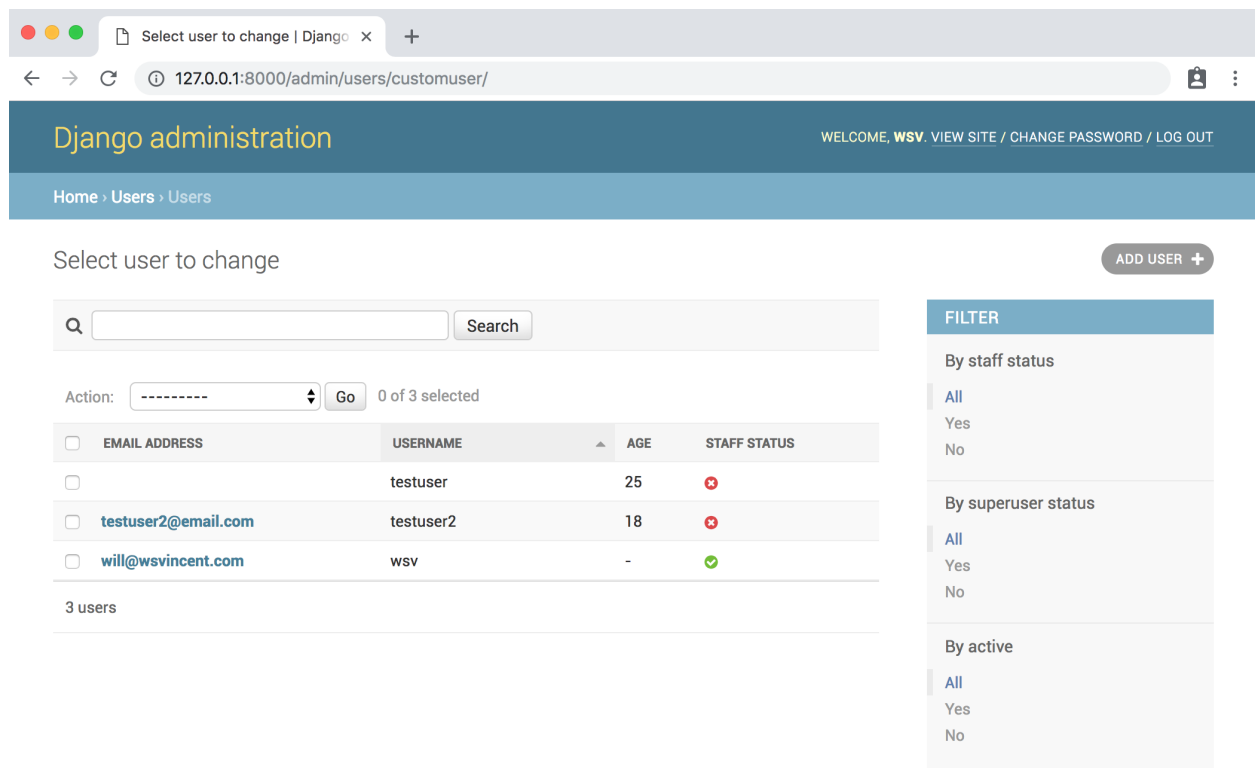 Select user to change | Django
127.0.0.1:8000/admin/users/customuser/
Django administration
WELCOME, WSV. VIEW SITE / CHANGE PASSWORD / LOG OUT
Home › Users › Users
Select user to change
ADD USER +
Search
Action: --------- Go 0 of 3 selected
EMAIL ADDRESS USERNAME AGE STAFF STATUS
testuser 25
testuser2@email.com testuser2 18
will@wsvincent.com wsv -
3 users
FILTER
By staff status
All
Yes
No
By superuser status
All
Yes
No
By active
All
Yes
No